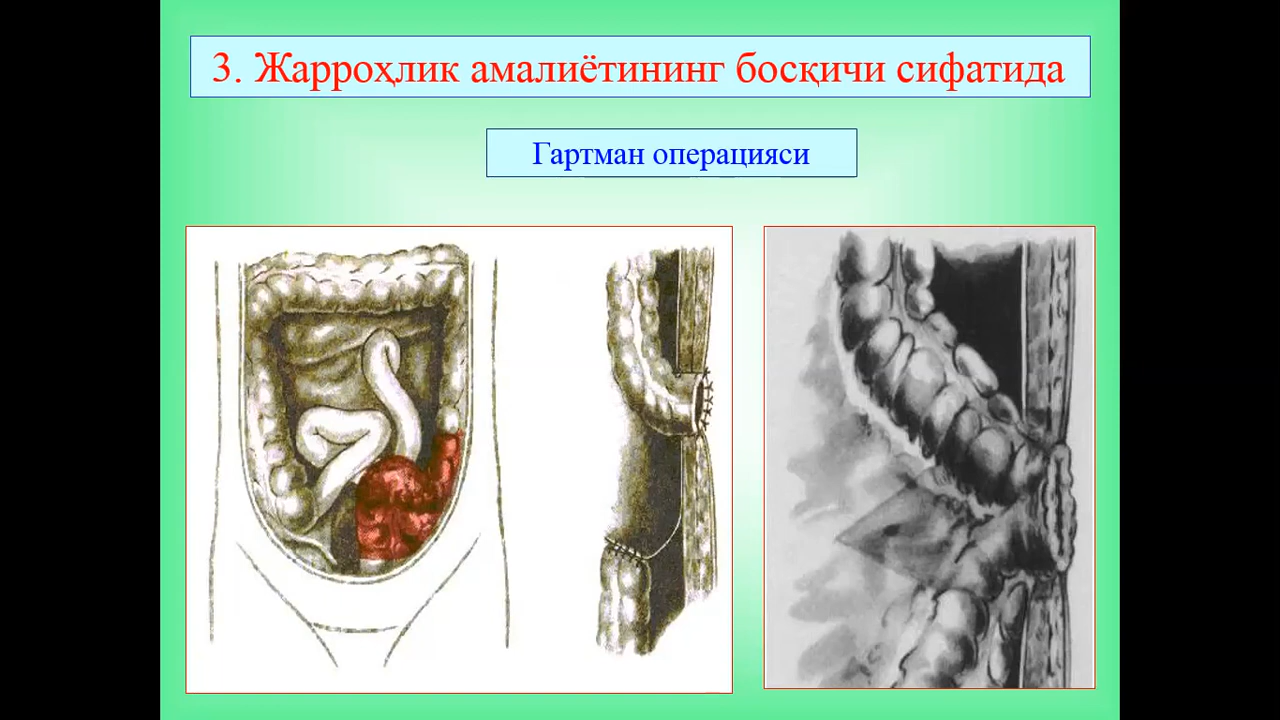 3. Жарроҳлик амалиётининг босқичи сифатида
Гартман операцияси